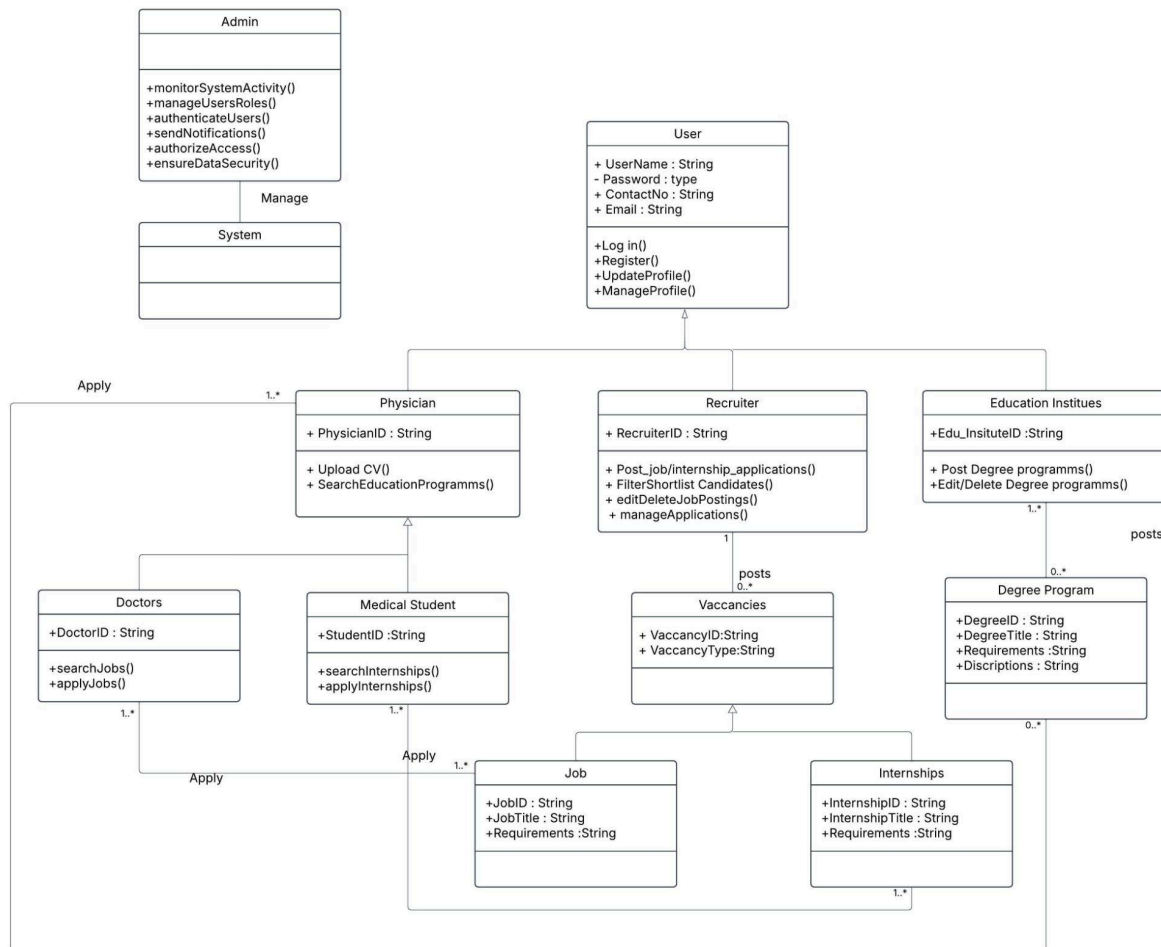 Admin
+monitorSystemActivity()
+manageUsersRoles()
+authenticateUsers()
+sendNotifications()
+authorizeAccess()
+ensureDataSecurity()
Manage
System
User
+ UserName : String
- Password : type
+ ContactNo : String
+ Email : String
+Log in()
+Register()
+UpdateProfile()
+ManageProfile()
Apply
1..*
Physician
+ PhysicianID : String
+ Upload CV()
+ SearchEducationProgramms()
Recruiter
+ RecruiterID : String
+ Post_job/internship_applications()
+ FilterShortlist Candidates()
+ editDeleteJobPostings()
+ manageApplications()
1
posts
0..*
Education Institues
+Edu_InsituteID :String
+ Post Degree programms()
+Edit/Delete Degree programms()
1..*
posts
0..*
Doctors
+DoctorID : String
+searchJobs()
+applyJobs()
1..*
Apply
1..*
Medical Student
+StudentID :String
+searchInternships()
+applyInternships()
1..*
Apply
Vaccancies
+ VaccancyID:String
+ VaccancyType:String
Degree Program
+DegreeID : String
+DegreeTitle : String
+Requirements :String
+Discriptions : String
0..*
Job
+JobID : String
+JobTitle : String
+Requirements :String
Internships
+InternshipID : String
+InternshipTitle : String
+Requirements :String
1..*